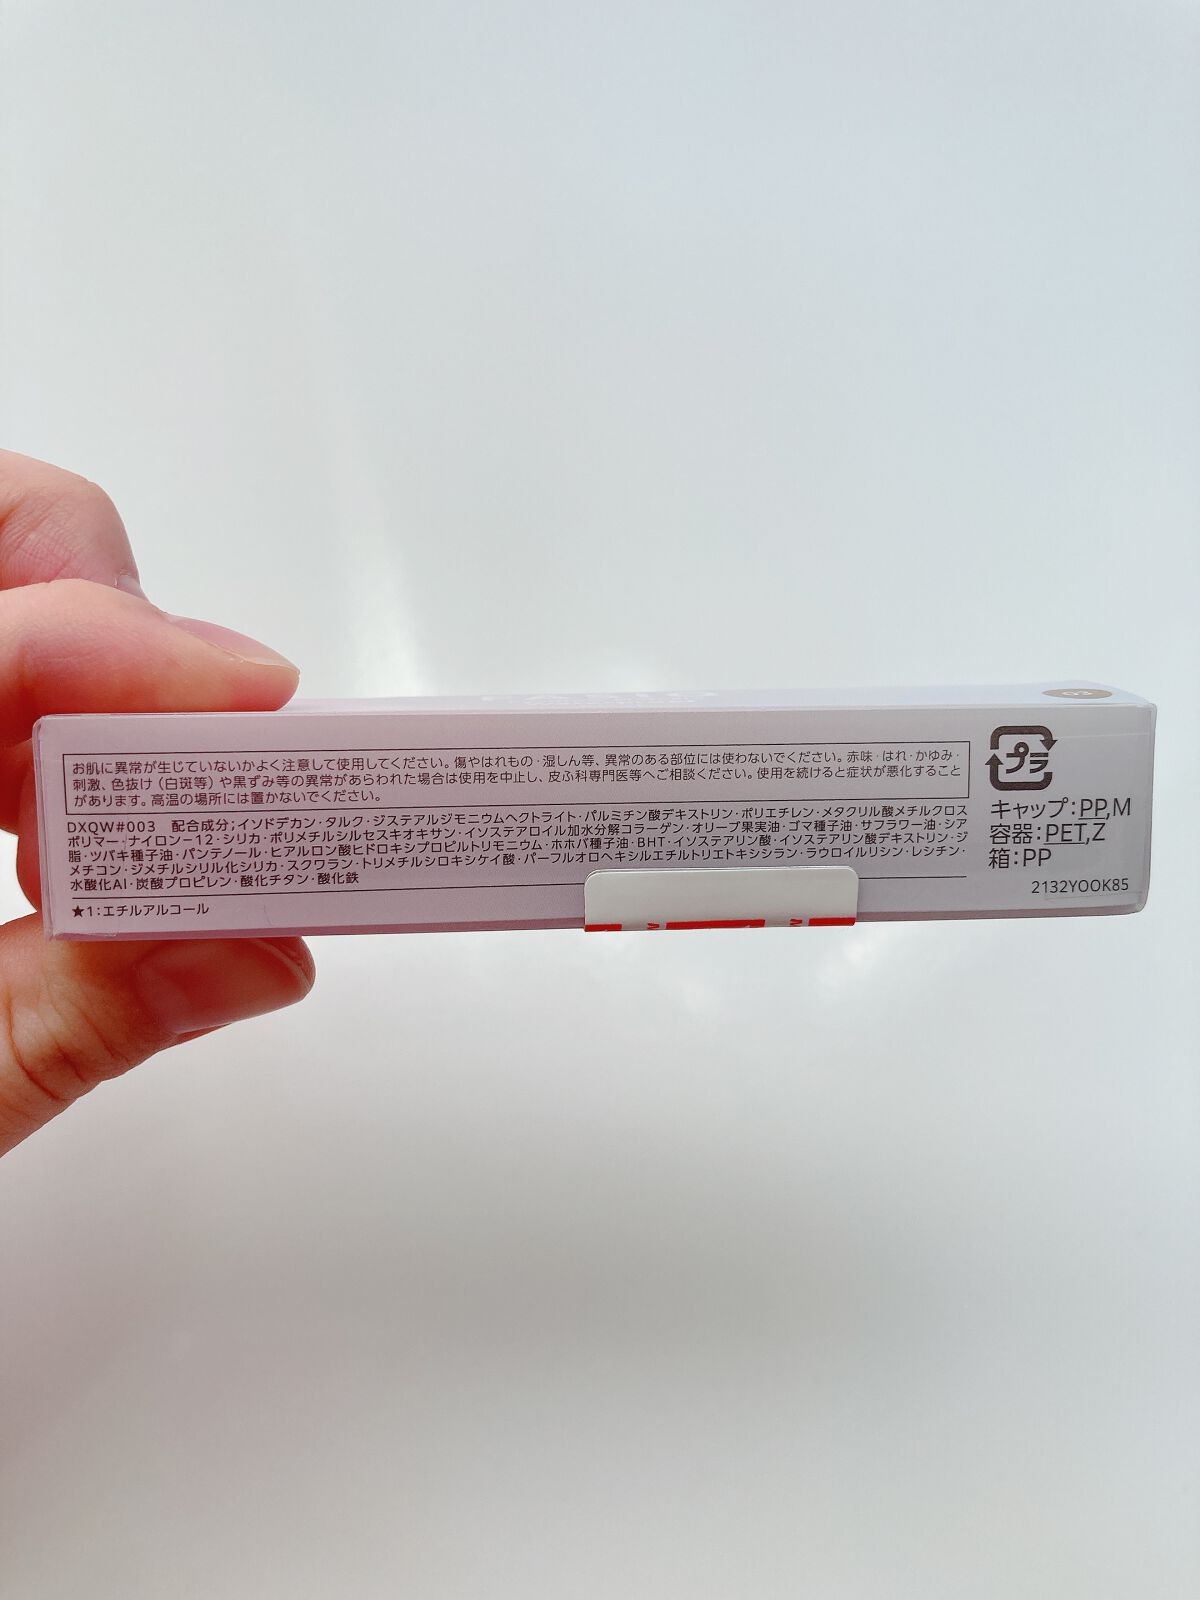 03
お肌に異常が生じていないかよく注意して使用してください。傷やはれもの・湿しん等、異常のある部位には使わないでください。赤味・はれ・かゆみ・
刺激、色抜け(白斑等)や黒ずみ等の異常があらわれた場合は使用を中止し、皮ふ科専門医等へご相談ください。使用を続けると症状が悪化すること
があります。高温の場所には置かないでください。
DXQW#003 配合成分;イソドデカン・タルク・ジステアルジモニウムヘクトライト・パルミチン酸デキストリン・ポリエチレン・メタクリル酸メチルクロス
ポリマー・ナイロン-12・シリカ・ポリメチルシルセスキオキサン・イソステアロイル加水分解コラーゲン・オリーブ果実油・ゴマ種子油・サフラワー油・シア
脂・ツバキ種子油・パンテノール・ヒアルロン酸ヒドロキシプロピルトリモニウム・ホホバ種子油・BHT・イソステアリン酸・イソステアリン酸デキストリン・ジ
メチコン・ジメチルシリル化シリカ・スクワラン・トリメチルシロキシケイ酸・パーフルオロヘキシルエチルトリエトキシシラン・ラウロイルリシン・レシチン・
水酸化Al・炭酸プロピレン・酸化チタン・酸化鉄
★1:エチルアルコール
プラ
キャップ:PP,M
容器:PET,Z
箱:PP
2132YOOK85